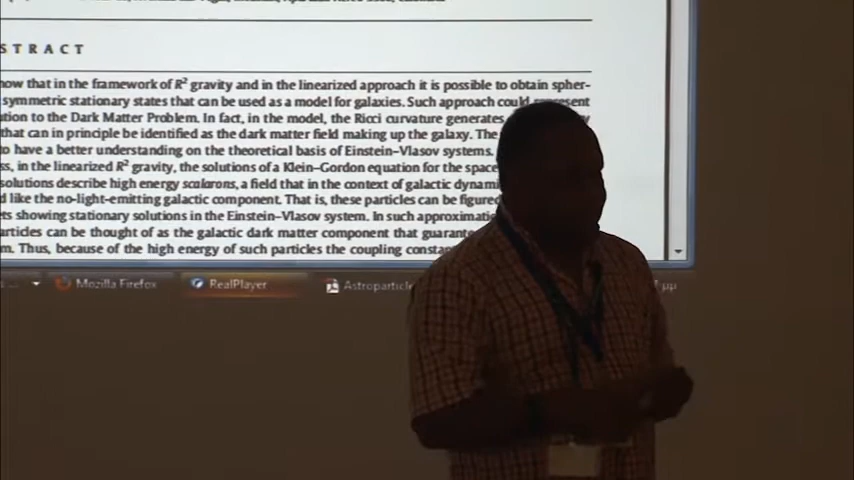 STRACT
how that in the framework of R² gravity and in the linearized approach it is possible to obtain spher-
symmetric stationary states that can be used as a model for galaxies. Such approach could represent
tion to the Dark Matter Problem. In fact, in the model, the Ricci curvature generates
that can in principle be identified as the dark matter field making up the galaxy. The
to have a better understanding on the theoretical basis of Einstein–Vlasov systems.
ss, in the linearized R² gravity, the solutions of a Klein–Gordon equation for the space
solutions describe high energy scalarons, a field that in the context of galactic dynami
d like the no-light-emitting galactic component. That is, these particles can be figured
ts showing stationary solutions in the Einstein–Vlasov system. In such approximati
articles can be thought of as the galactic dark matter component that guarante
m. Thus, because of the high energy of such particles the coupling constan
Mozilla Firefox RealPlayer Astroparticle µµ